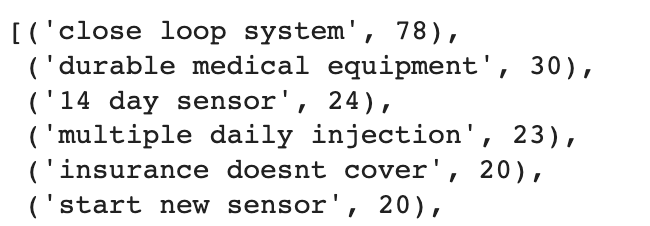 [('close loop system', 78),
('durable medical equipment', 30),
('14 day sensor', 24),
('multiple daily injection', 23),
('insurance doesnt cover', 20),
('start new sensor', 20),